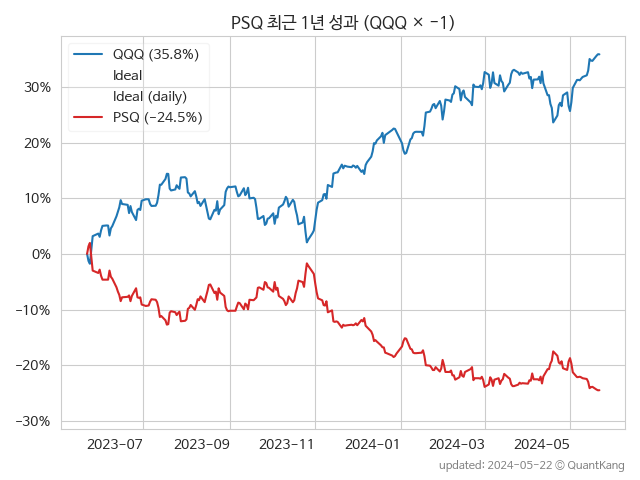 PSQ 최근 1년 성과 (QQQ × −1)
QQQ (35.8%)
Ideal
Ideal (daily)
PSQ (−24.5%)
30%
20%
10%
0%
−10%
−20%
−30%
2023-07 2023-09 2023-11 2024-01 2024-03 2024-05
updated: 2024-05-22 © QuantKang